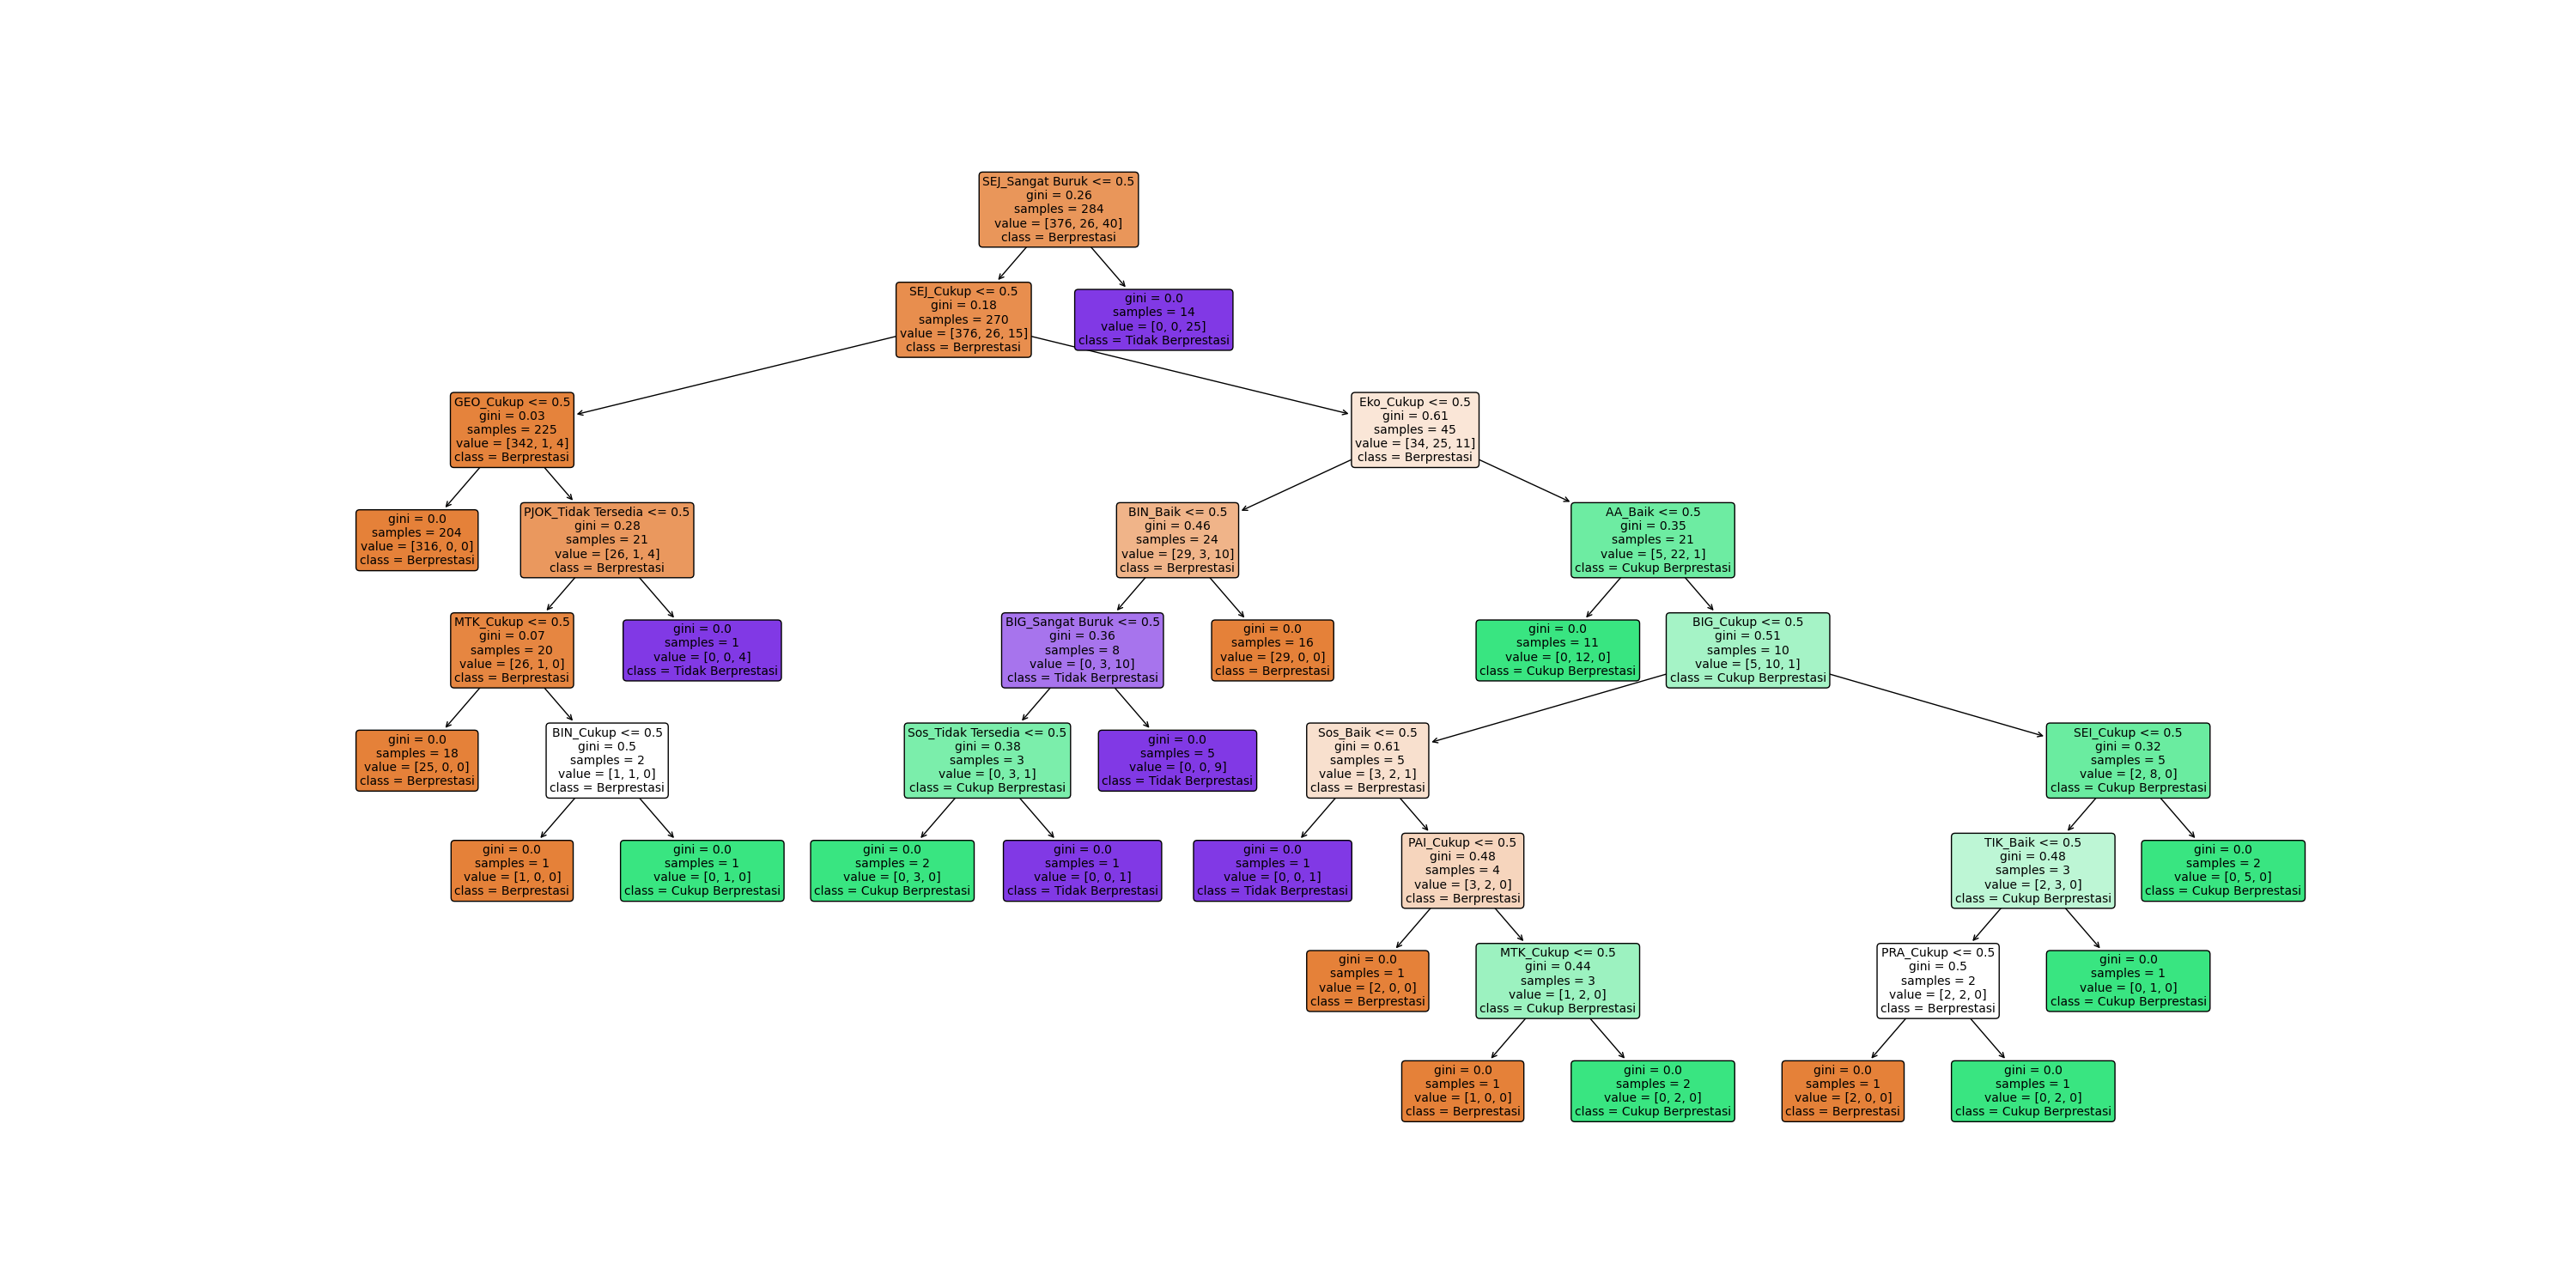 SEJ_Sangat Buruk <= 0.5
gini = 0.26
samples = 284
value = [376, 26, 40]
class = Berprestasi
SEJ_Cukup <= 0.5
gini = 0.18
samples = 270
value = [376, 26, 15]
class = Berprestasi
gini = 0.0
samples = 14
value = [0, 0, 25]
class = Tidak Berprestasi
GEO_Cukup <= 0.5
gini = 0.03
samples = 225
value = [342, 1, 4]
class = Berprestasi
Eko_Cukup <= 0.5
gini = 0.61
samples = 45
value = [34, 25, 11]
class = Berprestasi
gini = 0.0
samples = 204
value = [316, 0, 0]
class = Berprestasi
PJOK_Tidak Tersedia <= 0.5
gini = 0.28
samples = 21
value = [26, 1, 4]
class = Berprestasi
BIN_Baik <= 0.5
gini = 0.46
samples = 24
value = [29, 3, 10]
class = Berprestasi
AA_Baik <= 0.5
gini = 0.35
samples = 21
value = [5, 22, 1]
class = Cukup Berprestasi
MTK_Cukup <= 0.5
gini = 0.07
samples = 20
value = [26, 1, 0]
class = Berprestasi
gini = 0.0
samples = 1
value = [0, 0, 4]
class = Tidak Berprestasi
BIG_Sangat Buruk <= 0.5
gini = 0.36
samples = 8
value = [0, 3, 10]
class = Tidak Berprestasi
gini = 0.0
samples = 16
value = [29, 0, 0]
class = Berprestasi
gini = 0.0
samples = 11
value = [0, 12, 0]
class = Cukup Berprestasi
BIG_Cukup <= 0.5
gini = 0.51
samples = 10
value = [5, 10, 1]
class = Cukup Berprestasi
gini = 0.0
samples = 18
value = [25, 0, 0]
class = Berprestasi
BIN_Cukup <= 0.5
gini = 0.5
samples = 2
value = [1, 1, 0]
class = Berprestasi
Sos_Tidak Tersedia <= 0.5
gini = 0.38
samples = 3
value = [0, 3, 1]
class = Cukup Berprestasi
gini = 0.0
samples = 5
value = [0, 0, 9]
class = Tidak Berprestasi
Sos_Baik <= 0.5
gini = 0.61
samples = 5
value = [3, 2, 1]
class = Berprestasi
SEI_Cukup <= 0.5
gini = 0.32
samples = 5
value = [2, 8, 0]
class = Cukup Berprestasi
gini = 0.0
samples = 1
value = [1, 0, 0]
class = Berprestasi
gini = 0.0
samples = 1
value = [0, 1, 0]
class = Cukup Berprestasi
gini = 0.0
samples = 2
value = [0, 3, 0]
class = Cukup Berprestasi
gini = 0.0
samples = 1
value = [0, 0, 1]
class = Tidak Berprestasi
gini = 0.0
samples = 1
value = [0, 0, 1]
class = Tidak Berprestasi
PAI_Cukup <= 0.5
gini = 0.48
samples = 4
value = [3, 2, 0]
class = Berprestasi
TIK_Baik <= 0.5
gini = 0.48
samples = 3
value = [2, 3, 0]
class = Cukup Berprestasi
gini = 0.0
samples = 2
value = [0, 5, 0]
class = Cukup Berprestasi
gini = 0.0
samples = 1
value = [2, 0, 0]
class = Berprestasi
MTK_Cukup <= 0.5
gini = 0.44
samples = 3
value = [1, 2, 0]
class = Cukup Berprestasi
PRA_Cukup <= 0.5
gini = 0.5
samples = 2
value = [2, 2, 0]
class = Berprestasi
gini = 0.0
samples = 1
value = [0, 1, 0]
class = Cukup Berprestasi
gini = 0.0
samples = 1
value = [1, 0, 0]
class = Berprestasi
gini = 0.0
samples = 2
value = [0, 2, 0]
class = Cukup Berprestasi
gini = 0.0
samples = 1
value = [2, 0, 0]
class = Berprestasi
gini = 0.0
samples = 1
value = [0, 2, 0]
class = Cukup Berprestasi